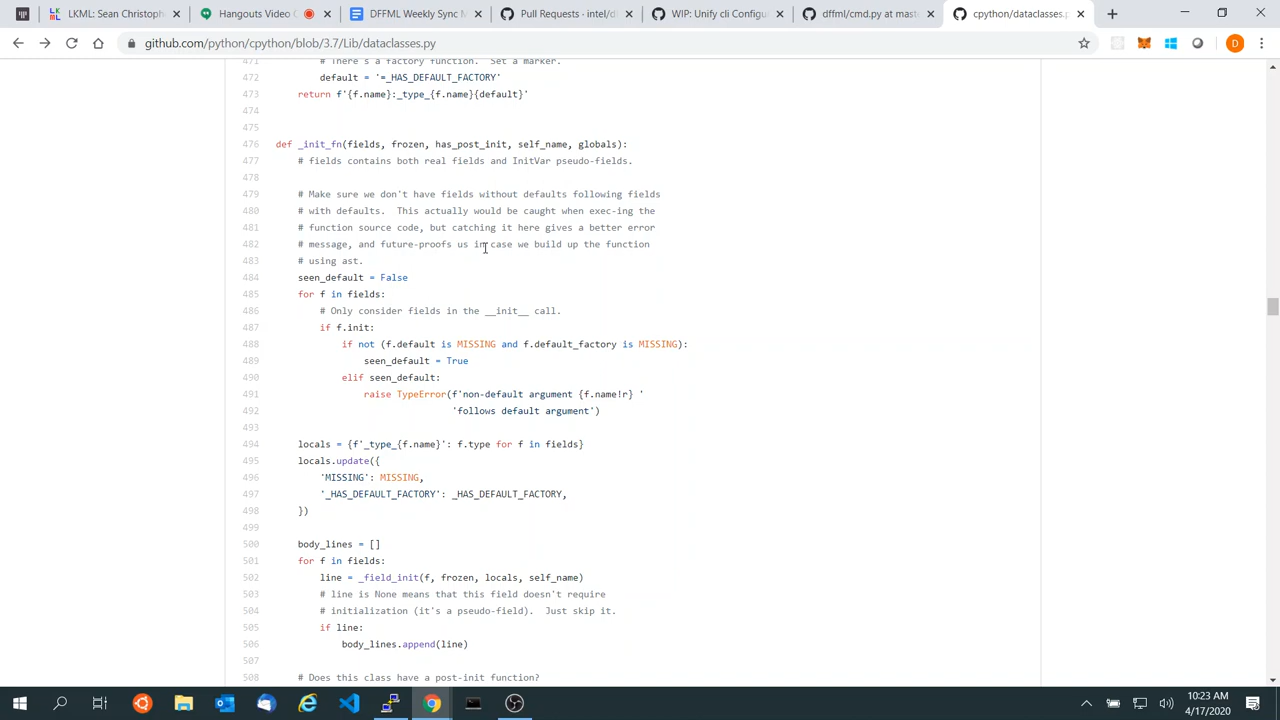 LKML: Sean Christoph
Hangouts Video C
DFFML Weekly Sync M
Pull Requests · intel/d
WIP: Unify cli Configur
dffml/cmd.py at mast
cpython/dataclasses.p
github.com/python/cpython/blob/3.7/Lib/dataclasses.py
D
471 # There's a factory function.  Set a marker.
472 default = '=_HAS_DEFAULT_FACTORY'
473 return f'{f.name}:_type_{f.name}{default}'
474
475
476 def _init_fn(fields, frozen, has_post_init, self_name, globals):
477 # fields contains both real fields and InitVar pseudo-fields.
478
479 # Make sure we don't have fields without defaults following fields
480 # with defaults.  This actually would be caught when exec-ing the
481 # function source code, but catching it here gives a better error
482 # message, and future-proofs us in case we build up the function
483 # using ast.
484 seen_default = False
485 for f in fields:
486 # Only consider fields in the __init__ call.
487 if f.init:
488 if not (f.default is MISSING and f.default_factory is MISSING):
489 seen_default = True
490 elif seen_default:
491 raise TypeError(f'non-default argument {f.name!r} '
492 'follows default argument')
493
494 locals = {f'_type_{f.name}': f.type for f in fields}
495 locals.update({
496 'MISSING': MISSING,
497 '_HAS_DEFAULT_FACTORY': _HAS_DEFAULT_FACTORY,
498 })
499
500 body_lines = []
501 for f in fields:
502 line = _field_init(f, frozen, locals, self_name)
503 # line is None means that this field doesn't require
504 # initialization (it's a pseudo-field).  Just skip it.
505 if line:
506 body_lines.append(line)
507
508 # Does this class have a post-init function?
10:23 AM
4/17/2020